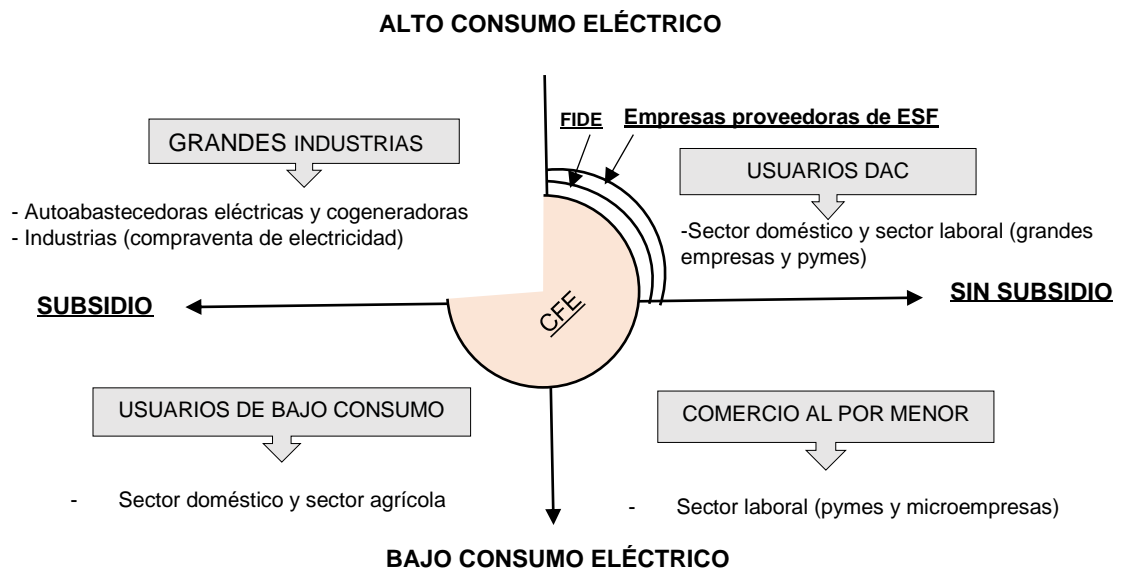 ALTO CONSUMO ELÉCTRICO
FIDE
Empresas proveedoras de ESF
GRANDES INDUSTRIAS
USUARIOS DAC
- Autoabastecedoras eléctricas y cogeneradoras
- Industrias (compraventa de electricidad)
-Sector doméstico y sector laboral (grandes
empresas y pymes)
SUBSIDIO
CFE
SIN SUBSIDIO
USUARIOS DE BAJO CONSUMO
COMERCIO AL POR MENOR
- Sector doméstico y sector agrícola
- Sector laboral (pymes y microempresas)
BAJO CONSUMO ELÉCTRICO